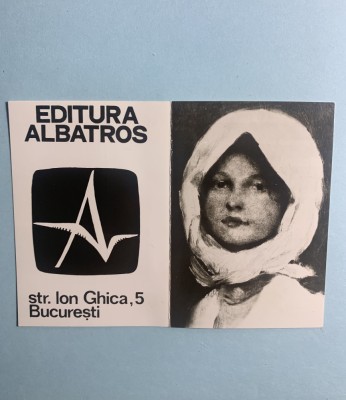 EDITURA
ALBATROS
str. Ion Ghica, 5
București